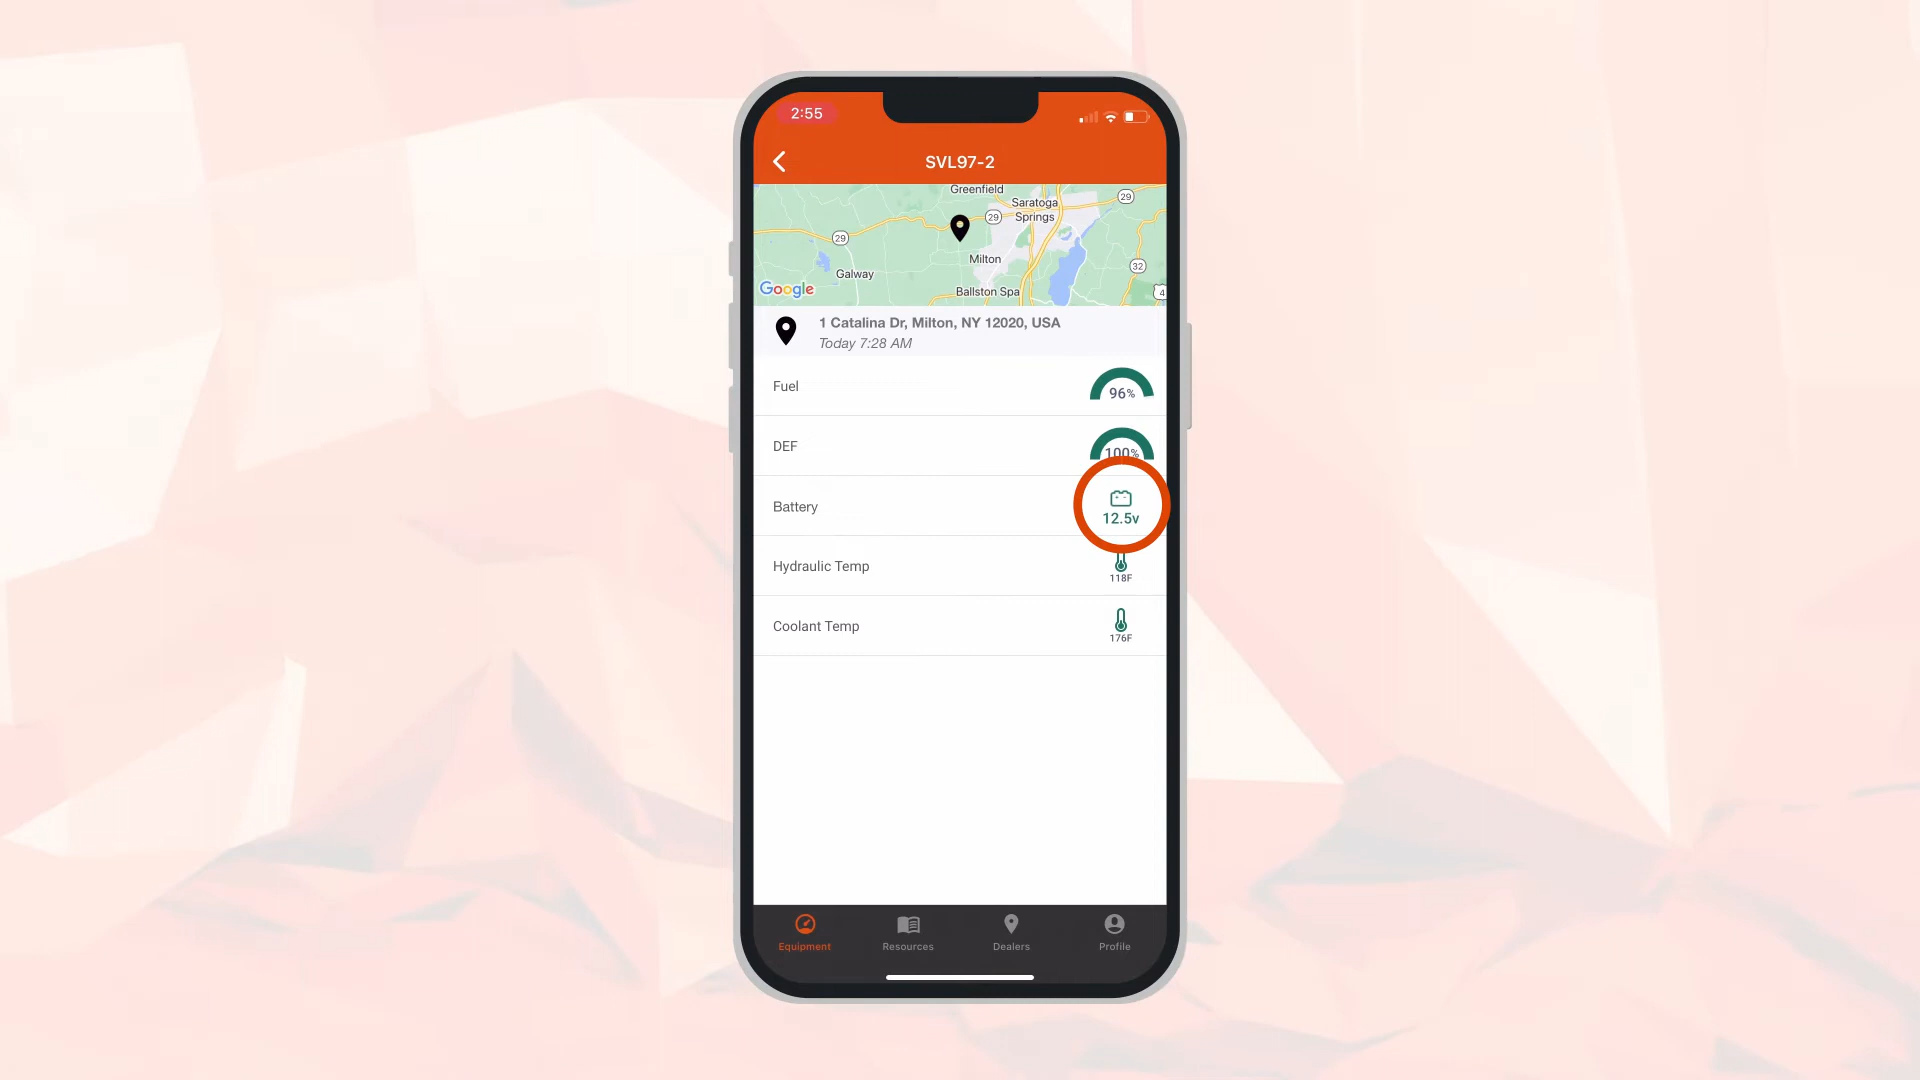 2:55
SVL97-2
Greenfield
Saratoga
Springs
29
29
29
Milton
Galway
32
Ballston Spa
4
Google
1 Catalina Dr, Milton, NY 12020, USA
Today 7:28 AM
Fuel
96%
DEF
100%
Battery
12.5v
Hydraulic Temp
118F
Coolant Temp
176F
Equipment
Resources
Dealers
Profile